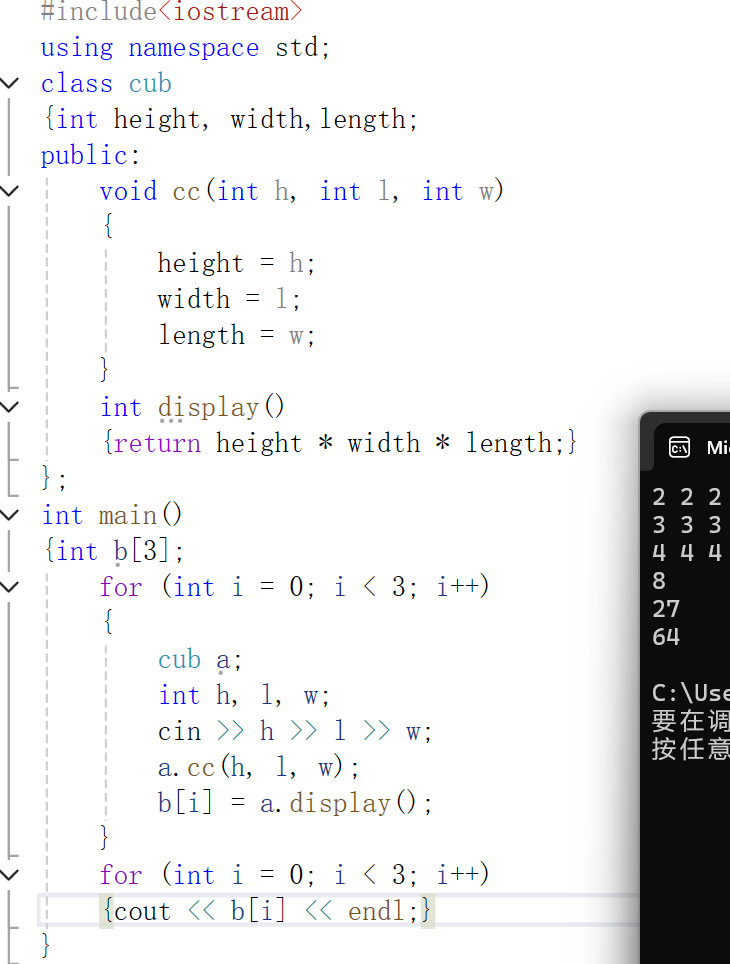 #include<iostream>
using namespace std;
class cub
{int height, width,length;
public:
void cc(int h, int l, int w)
{
height = h;
width = l;
length = w;
}
int display()
{return height * width * length;}
};
int main()
{int b[3];
for (int i = 0; i < 3; i++)
{
cub a;
int h, l, w;
cin >> h >> l >> w;
a.cc(h, l, w);
b[i] = a.display();
}
for (int i = 0; i < 3; i++)
{cout << b[i] << endl;}
}
2 2 2
3 3 3
4 4 4
8
27
64
要在调
按任意